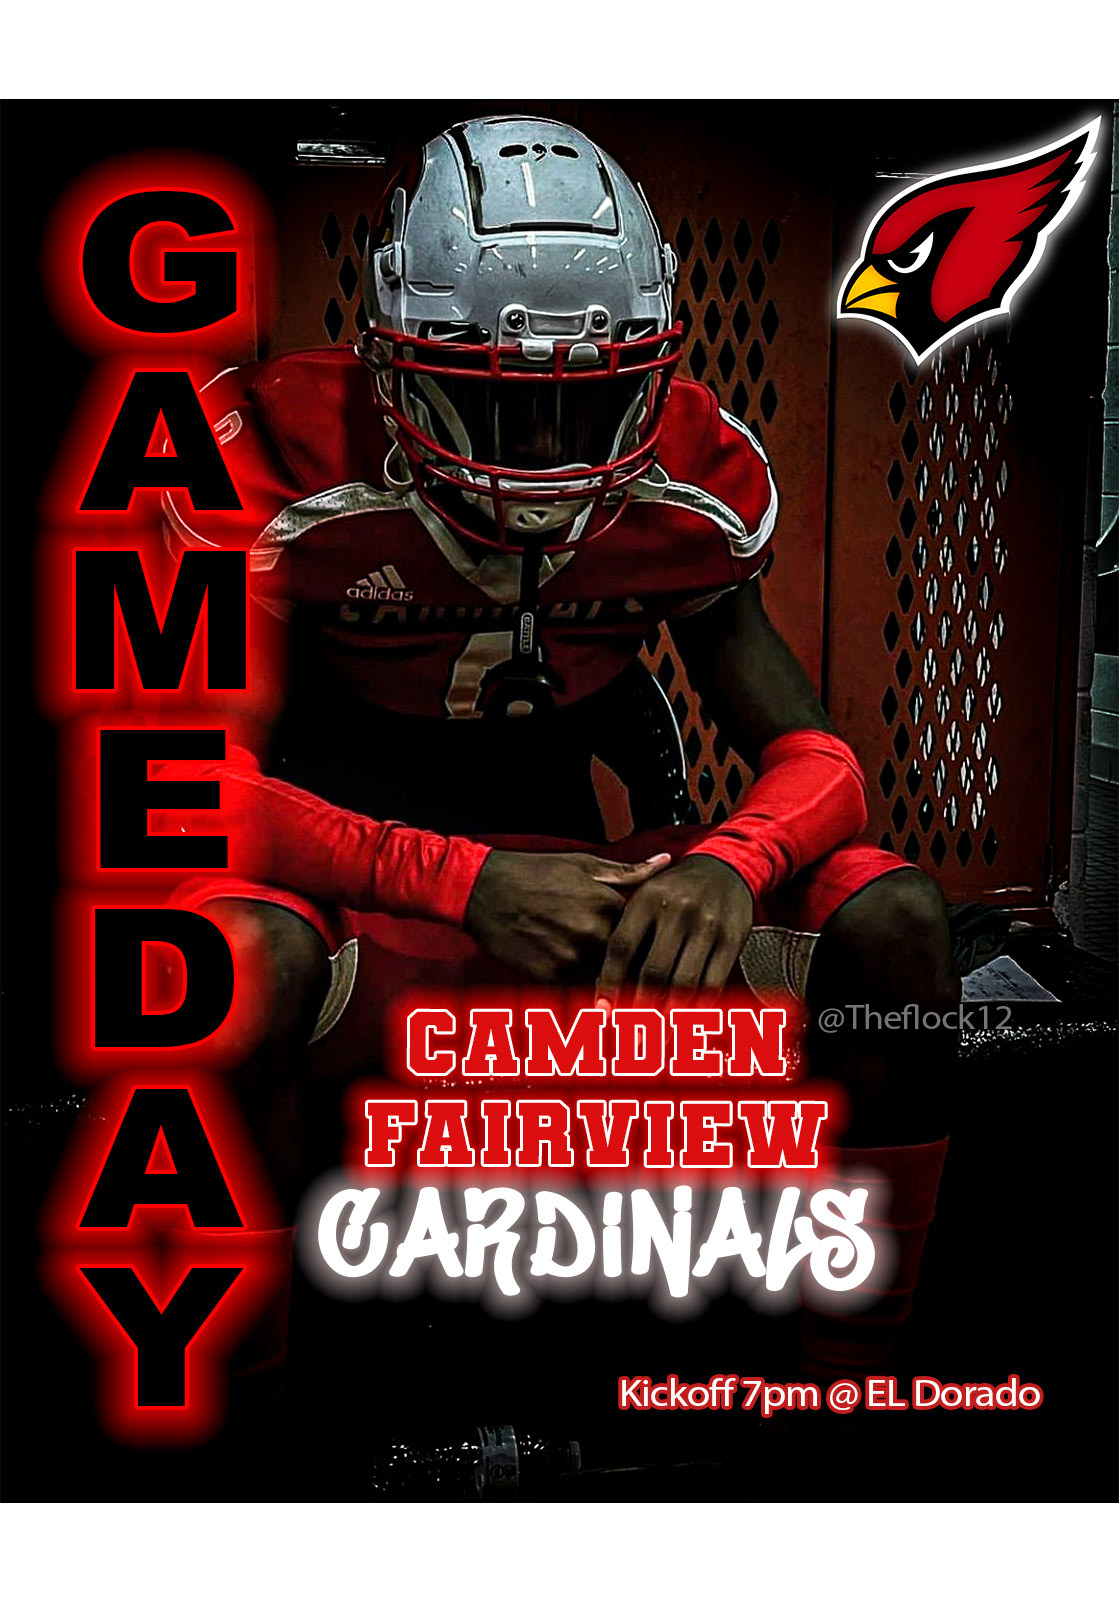 GAMEDAY
adidas
@Theflock12
CAMDEN
FAIRVIEW
CARDINALS
Kickoff 7pm @ EL Dorado